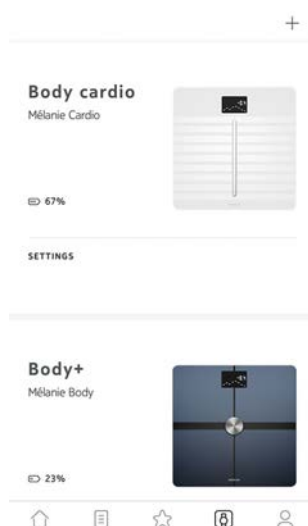 Body cardio
Mélanie Cardio
67%
SETTINGS
Body+
Mélanie Body
23%